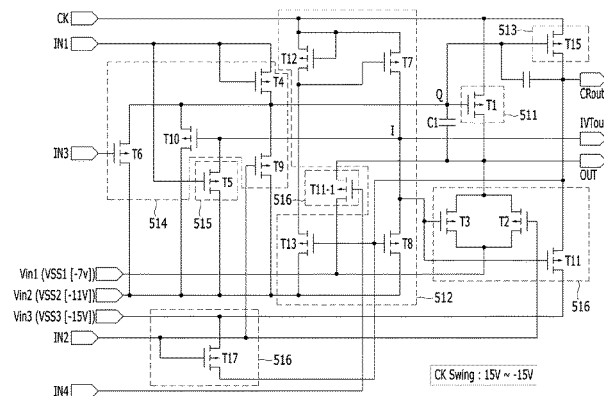 CK
IN1
513
T15
T12
T7
T4
CRout
Q
T1
511
C1
IVTout
I
T10
T6
IN3
T9
T5
OUT
514
515
T11-1
516
T3
T2
T13
T8
T11
512
516
Vin1 (VSS1 [-7v])
Vin2 (VSS2 [-11V])
Vin3 (VSS3 [-15V])
IN2
T17
516
IN4
CK Swing : 15V ~ -15V